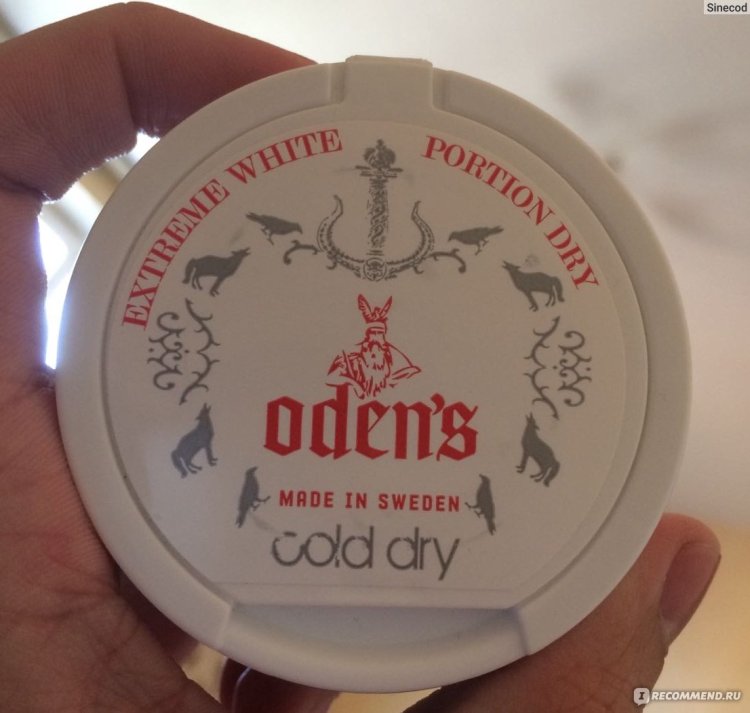 Sinecod
EXTREME WHITE PORTION DRY
oden's
MADE IN SWEDEN
cold dry
IRECOMMEND.RU